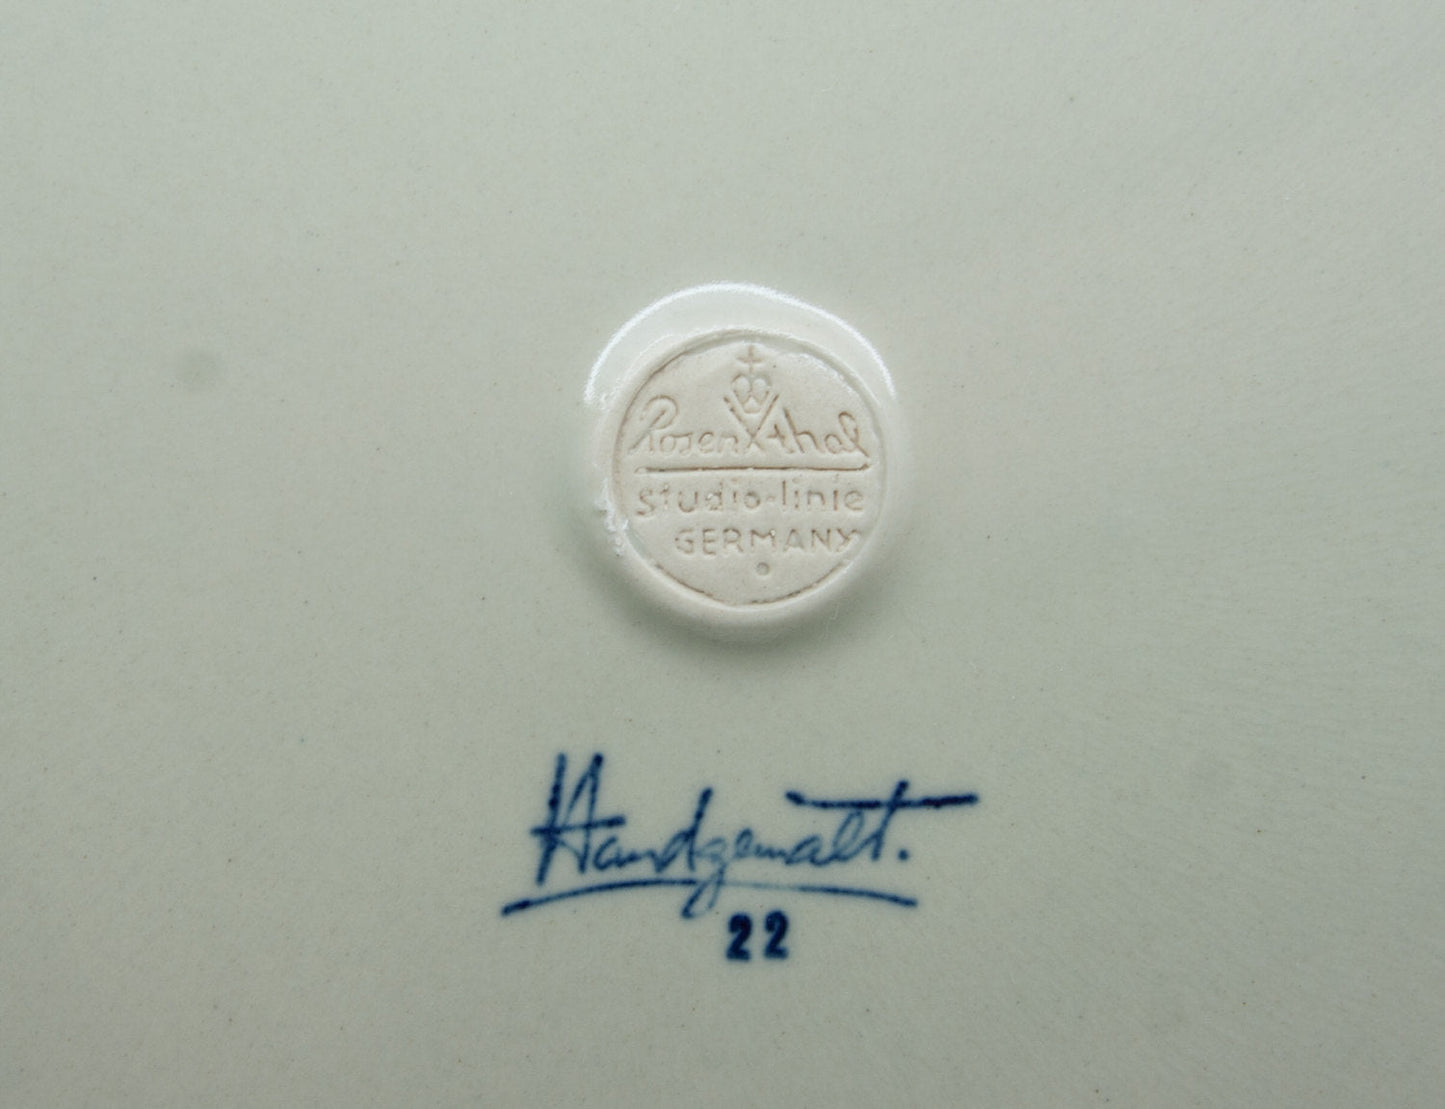 Rosenthal
studio-linie
GERMANY
Handgemalt.
22